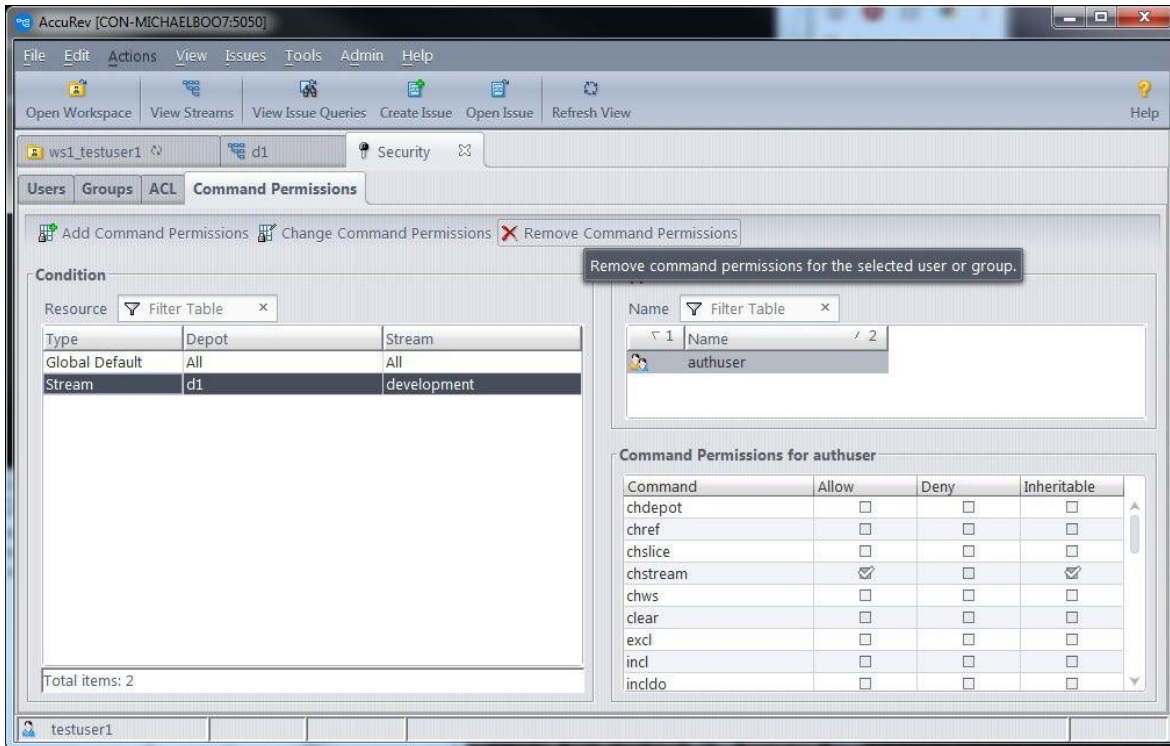 AccuRev [CON-MICHAELBOO7:5050]
File Edit Actions View Issues Tools Admin Help
Open Workspace View Streams View Issue Queries Create Issue Open Issue Refresh View Help
ws1_testuser1 d1 Security
Users Groups ACL Command Permissions
Add Command Permissions Change Command Permissions Remove Command Permissions
Remove command permissions for the selected user or group.
Condition
Resource Filter Table
Type Depot Stream
Global Default All All
Stream d1 development
Total items: 2
Name Filter Table
1 Name 2
authuser
Command Permissions for authuser
Command Allow Deny Inheritable
chdepot
chref
chslice
chstream
chws
clear
excl
incl
incldo
testuser1